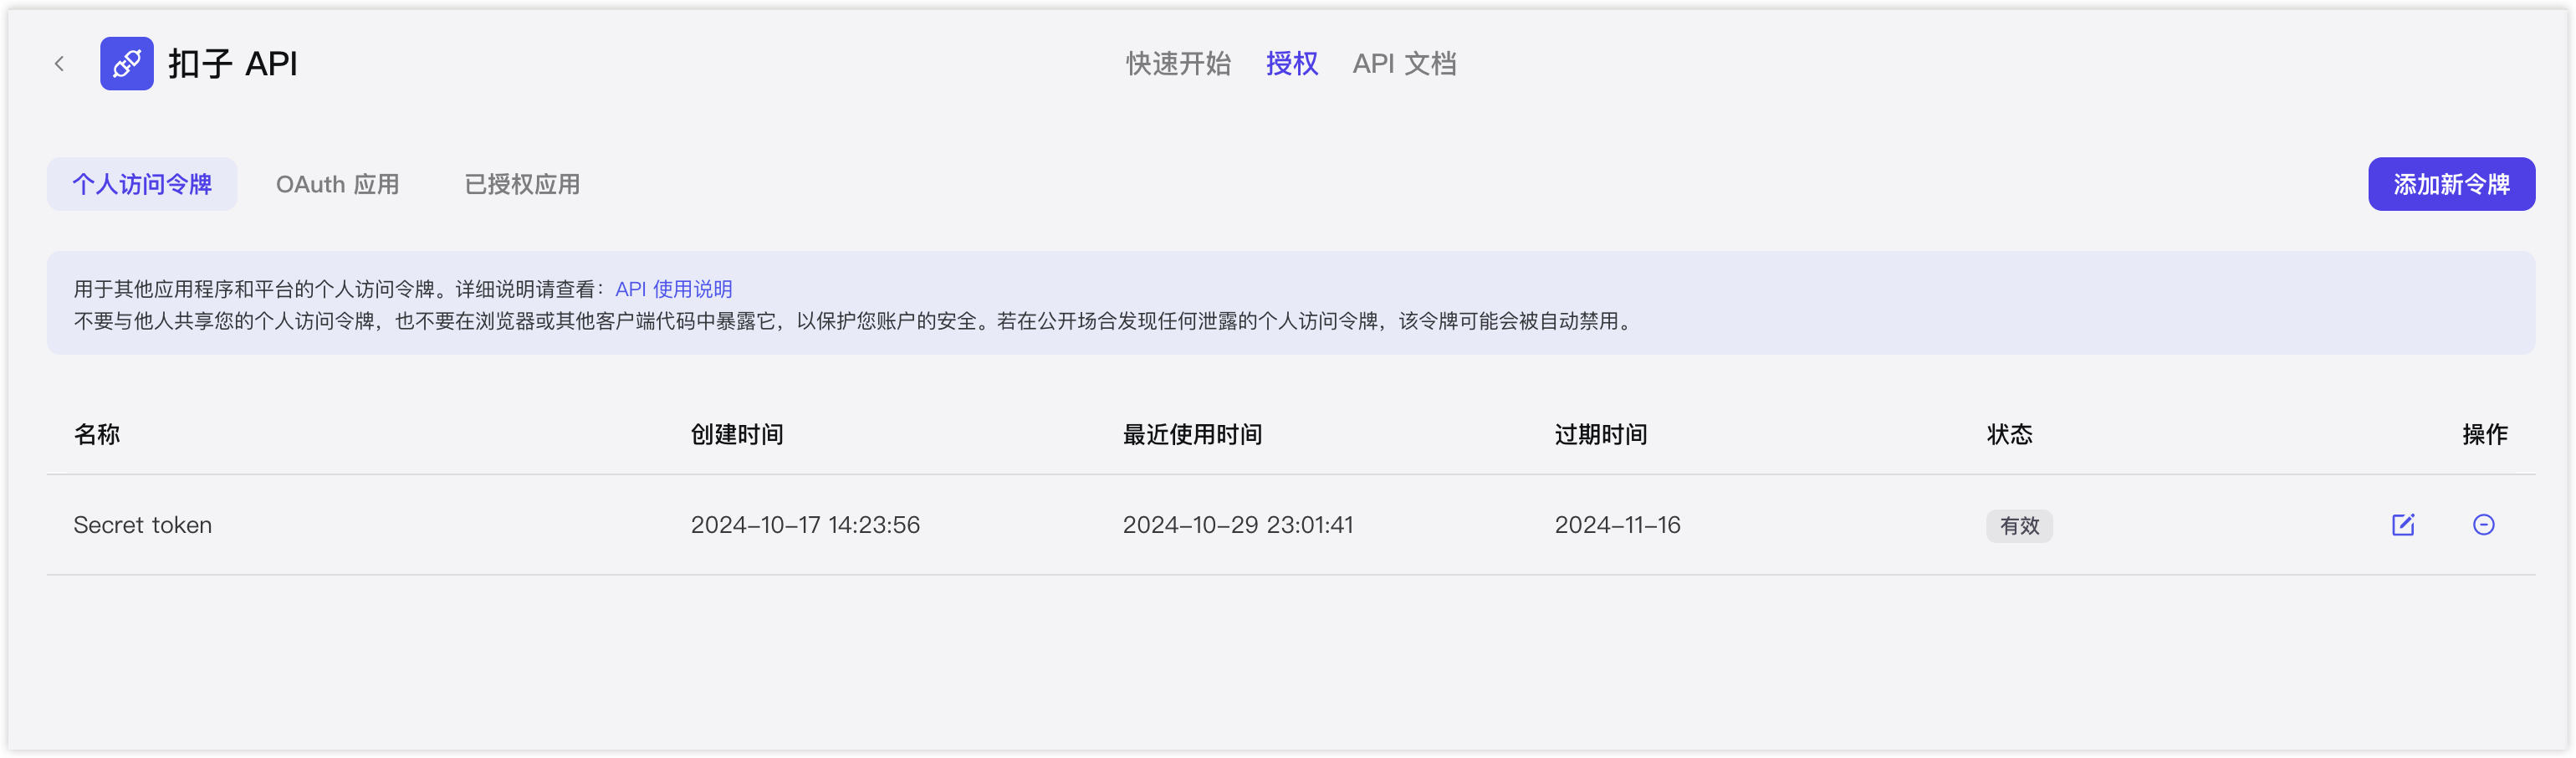 扣子 API
快速开始 授权 API 文档
个人访问令牌 OAuth 应用 已授权应用 添加新令牌
用于其他应用程序和平台的个人访问令牌。详细说明请查看：API 使用说明
不要与他人共享您的个人访问令牌，也不要在浏览器或其他客户端代码中暴露它，以保护您账户的安全。若在公开场合发现任何泄露的个人访问令牌，该令牌可能会被自动禁用。
名称 创建时间 最近使用时间 过期时间 状态 操作
Secret token 2024-10-17 14:23:56 2024-10-29 23:01:41 2024-11-16 有效